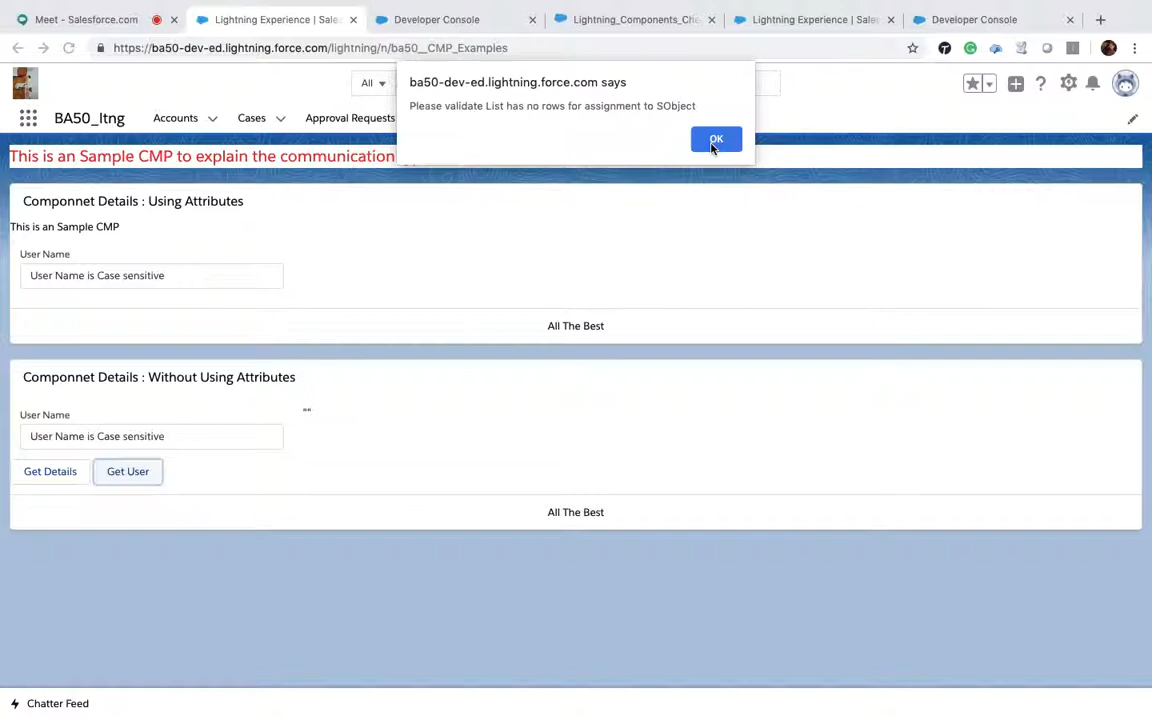 Meet - Salesforce.com
Lightning Experience | Sales
Developer Console
Lightning_Components_Che
Lightning Experience | Sales
Developer Console
https://ba50-dev-ed.lightning.force.com/lightning/n/ba50__CMP_Examples
All
ba50-dev-ed.lightning.force.com says
Please validate List has no rows for assignment to SObject
OK
BA50_ltng
Accounts
Cases
Approval Requests
This is an Sample CMP to explain the communication
Componnet Details : Using Attributes
This is an Sample CMP
User Name
User Name is Case sensitive
All The Best
Componnet Details : Without Using Attributes
User Name
""
User Name is Case sensitive
Get Details
Get User
All The Best
Chatter Feed